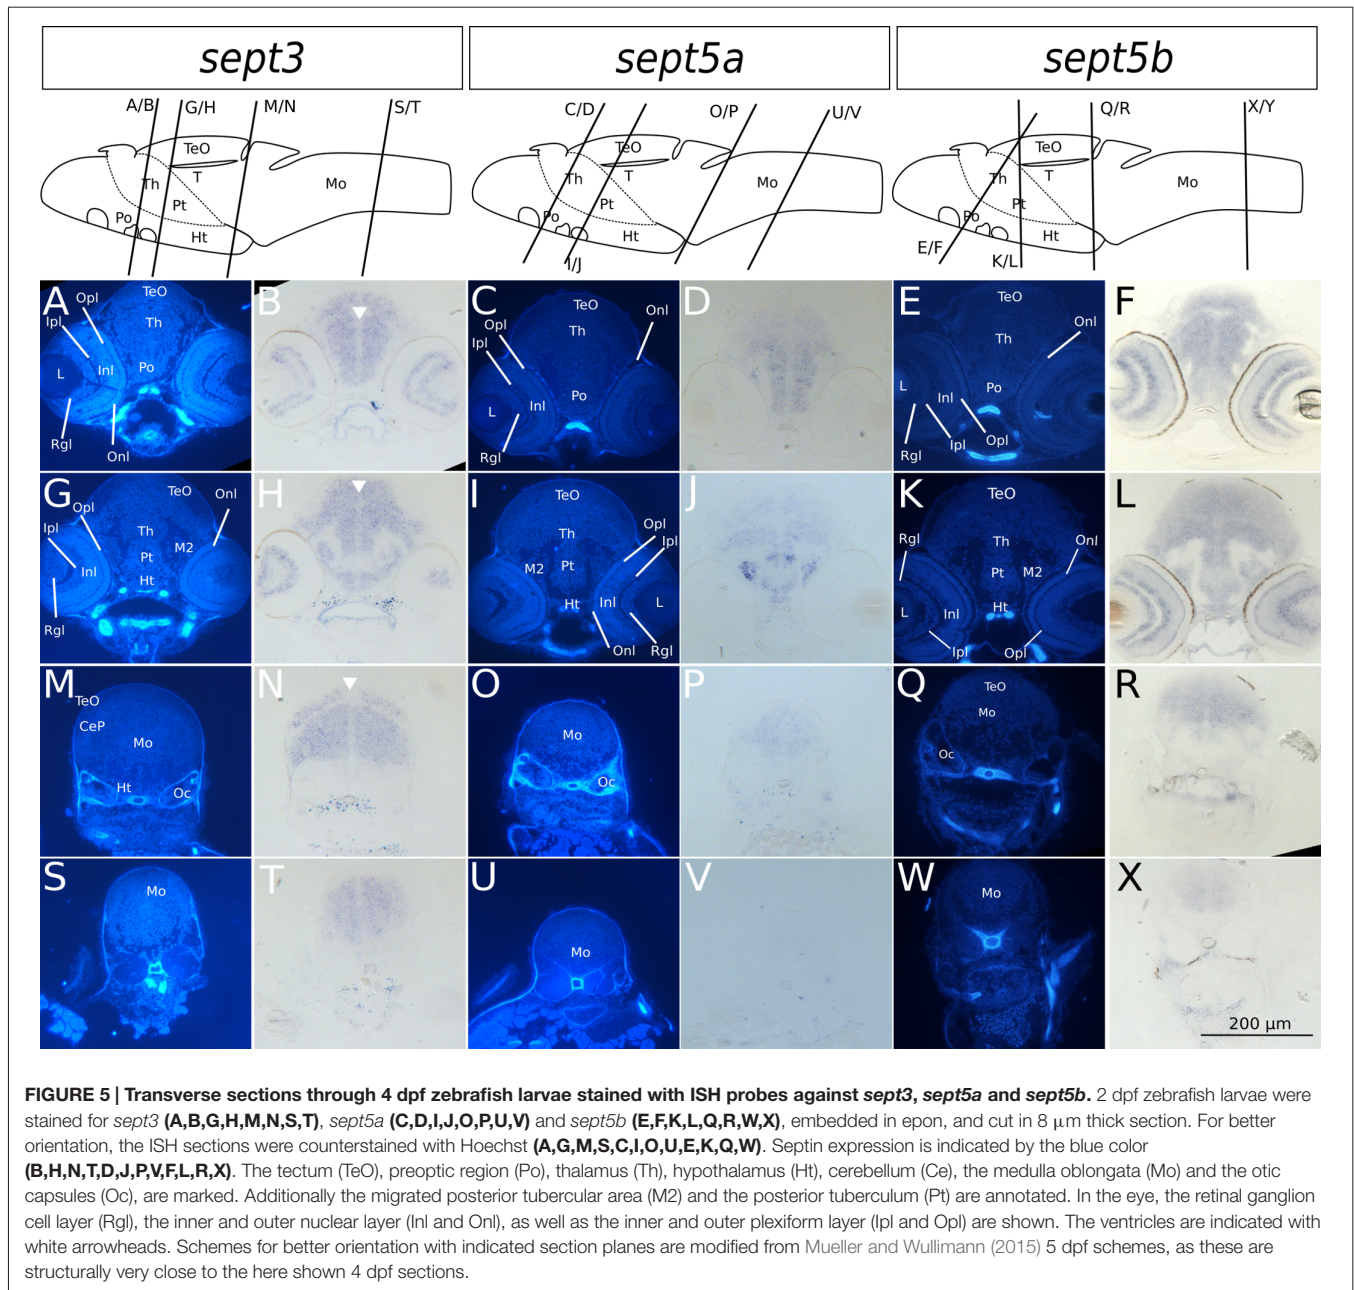 sept3 sept5a sept5b
A/B G/H M/N S/T C/D O/P U/V Q/R X/Y
TeO TeO TeO
Th T Mo Th T Mo Th T Mo
Pt Pt Pt
Po Po Po
Ht Ht Ht
I/J E/F K/L
A Opl TeO Ipl Th L Inl Po Rgl Onl
B
C TeO Onl Opl Th Ipl Po L Inl Rgl
D
E TeO Onl Th L Po Inl Rgl Ipl Opl
F
G TeO Onl Opl Ipl Th M2 Pt Inl Ht Rgl
H
I TeO Opl Th Ipl M2 Pt Ht Inl L Onl Rgl
J
K TeO Rgl Th Onl Pt M2 L Inl Ht Ipl Opl
L
M TeO CeP Mo Ht Oc
N
O Mo Oc
P
Q TeO Mo Oc
R
S Mo
T
U Mo
V
W Mo
X
200 µm
FIGURE 5 | Transverse sections through 4 dpf zebrafish larvae stained with ISH probes against sept3, sept5a and sept5b. 2 dpf zebrafish larvae were
stained for sept3 (A,B,G,H,M,N,S,T), sept5a (C,D,I,J,O,P,U,V) and sept5b (E,F,K,L,Q,R,W,X), embedded in epon, and cut in 8 µm thick section. For better
orientation, the ISH sections were counterstained with Hoechst (A,G,M,S,C,I,O,U,E,K,Q,W). Septin expression is indicated by the blue color
(B,H,N,T,D,J,P,V,F,L,R,X). The tectum (TeO), preoptic region (Po), thalamus (Th), hypothalamus (Ht), cerebellum (Ce), the medulla oblongata (Mo) and the otic
capsules (Oc), are marked. Additionally the migrated posterior tubercular area (M2) and the posterior tuberculum (Pt) are annotated. In the eye, the retinal ganglion
cell layer (Rgl), the inner and outer nuclear layer (Inl and Onl), as well as the inner and outer plexiform layer (Ipl and Opl) are shown. The ventricles are indicated with
white arrowheads. Schemes for better orientation with indicated section planes are modified from Mueller and Wullimann (2015) 5 dpf schemes, as these are
structurally very close to the here shown 4 dpf sections.